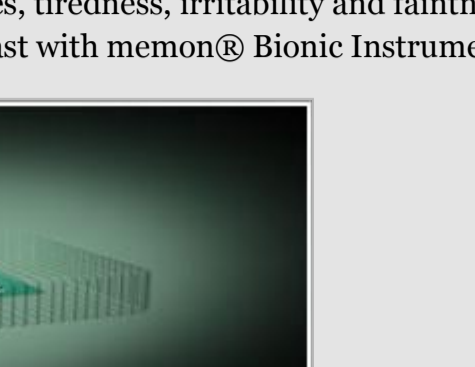 es, tiredness, irritability and faintn
ast with memon® Bionic Instrume